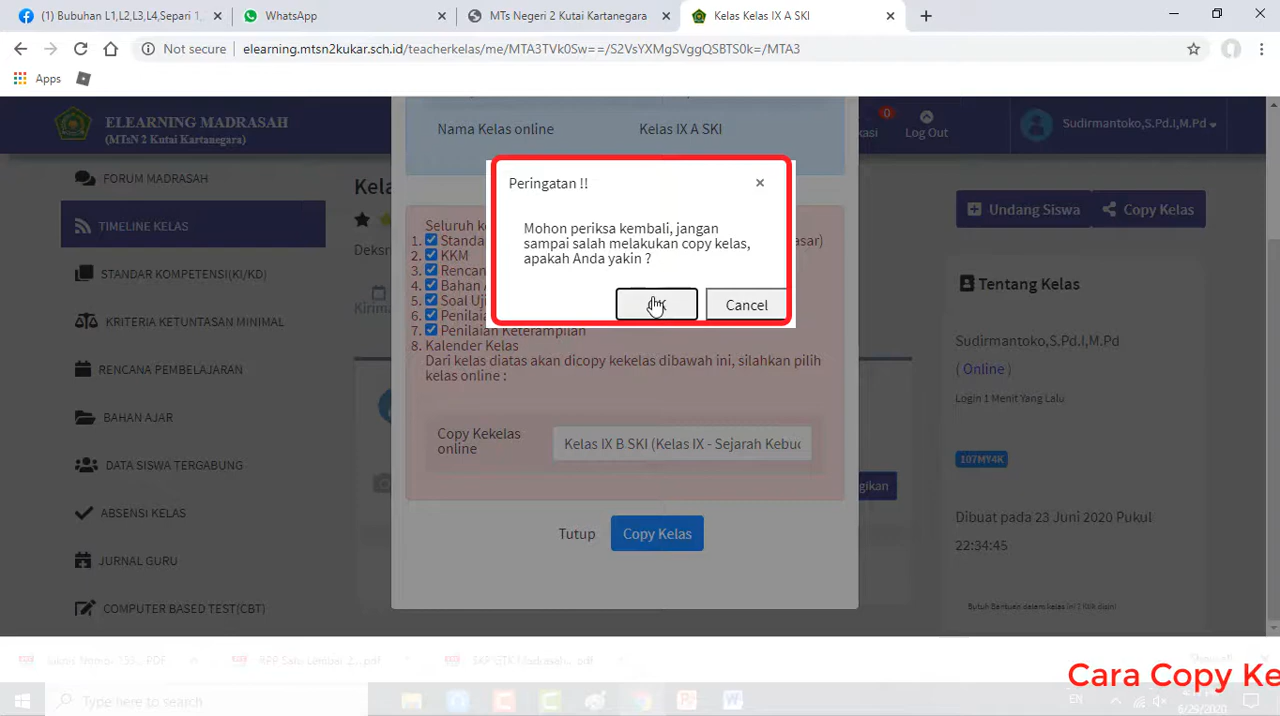 (1) Bubuhan L1,L2,L3,L4,Separi 1,
WhatsApp
MTs Negeri 2 Kutai Kartanegara
Kelas Kelas IX A SKI
Not secure
elearning.mtsn2kukar.sch.id/teacherkelas/me/MTA3TVk0Sw==/S2VsYXMgSVggQSBTS0k=/MTA3
Apps
ELEARNING MADRASAH
(MTsN 2 Kutai Kartanegara)
0
Log Out
Sudirmantoko,S.Pd.I,M.Pd
FORUM MADRASAH
TIMELINE KELAS
STANDAR KOMPETENSI(KI/KD)
KRITERIA KETUNTASAN MINIMAL
RENCANA PEMBELAJARAN
BAHAN AJAR
DATA SISWA TERGABUNG
ABSENSI KELAS
JURNAL GURU
COMPUTER BASED TEST(CBT)
Nama Kelas online
Kelas IX A SKI
Peringatan !!
×
Mohon periksa kembali, jangan
sampai salah melakukan copy kelas,
apakah Anda yakin ?
Cancel
Seluruh
1.
2. KKM
3.
4. Bahan
5.
6.
7. Penilaian Keterampilan
8. Kalender Kelas
Dari kelas diatas akan dicopy kekelas dibawah ini, silahkan pilih
kelas online :
Copy Kekelas
online
Kelas IX B SKI (Kelas IX - Sejarah
Tutup
Copy Kelas
Undang Siswa
Copy Kelas
Tentang Kelas
Sudirmantoko,S.Pd.I,M.Pd
( Online )
Login 1 Menit Yang Lalu
107MY4K
Dibuat pada 23 Juni 2020 Pukul
22:34:45
Cara Copy Ke
Type here to search
EN
6/29/2020